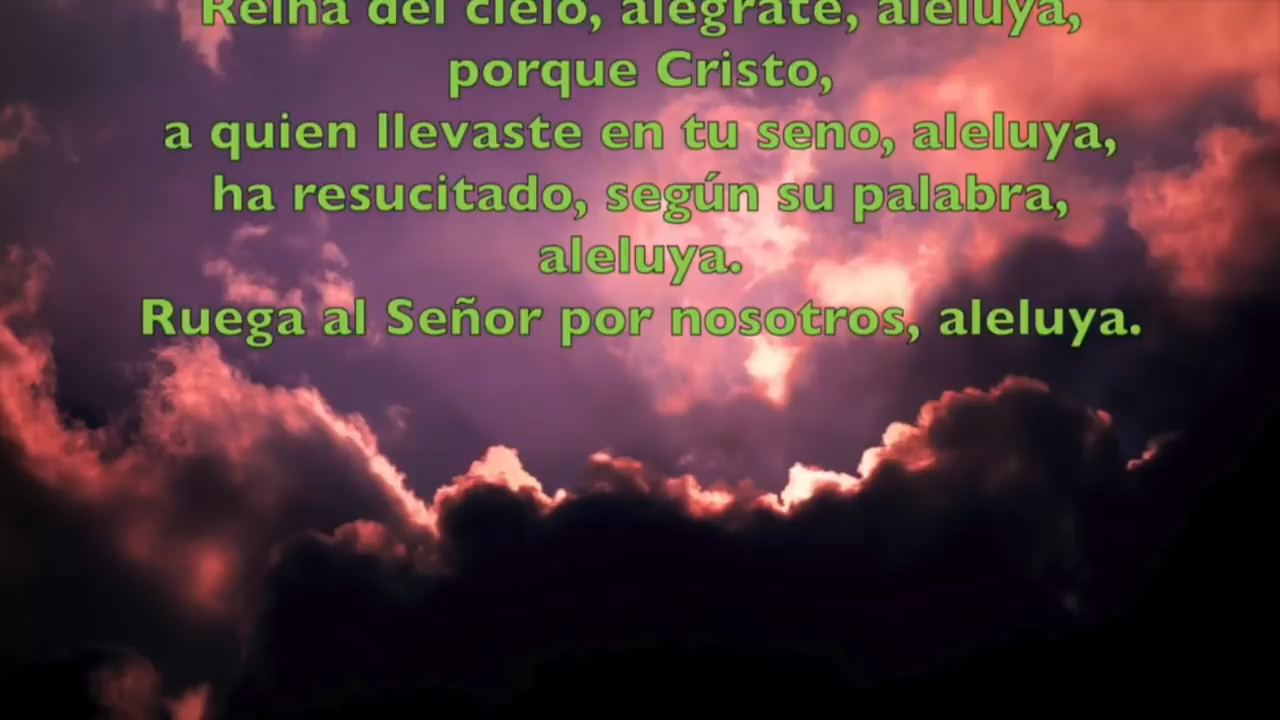 Reina del cielo, alégrate, aleluya,
porque Cristo,
a quien llevaste en tu seno, aleluya,
ha resucitado, según su palabra,
aleluya.
Ruega al Señor por nosotros, aleluya.